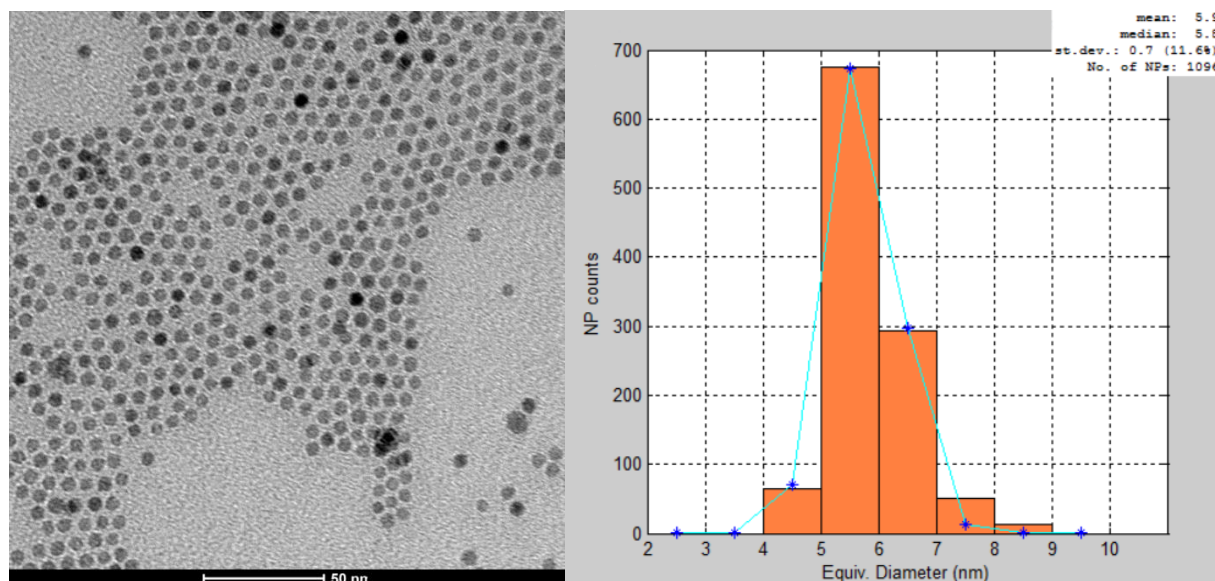 50 nm
mean: 5.9
median: 5.8
st.dev.: 0.7 (11.6%)
No. of NPs: 1096
700
600
500
400
300
200
100
0
NP counts
2 3 4 5 6 7 8 9 10
Equiv. Diameter (nm)